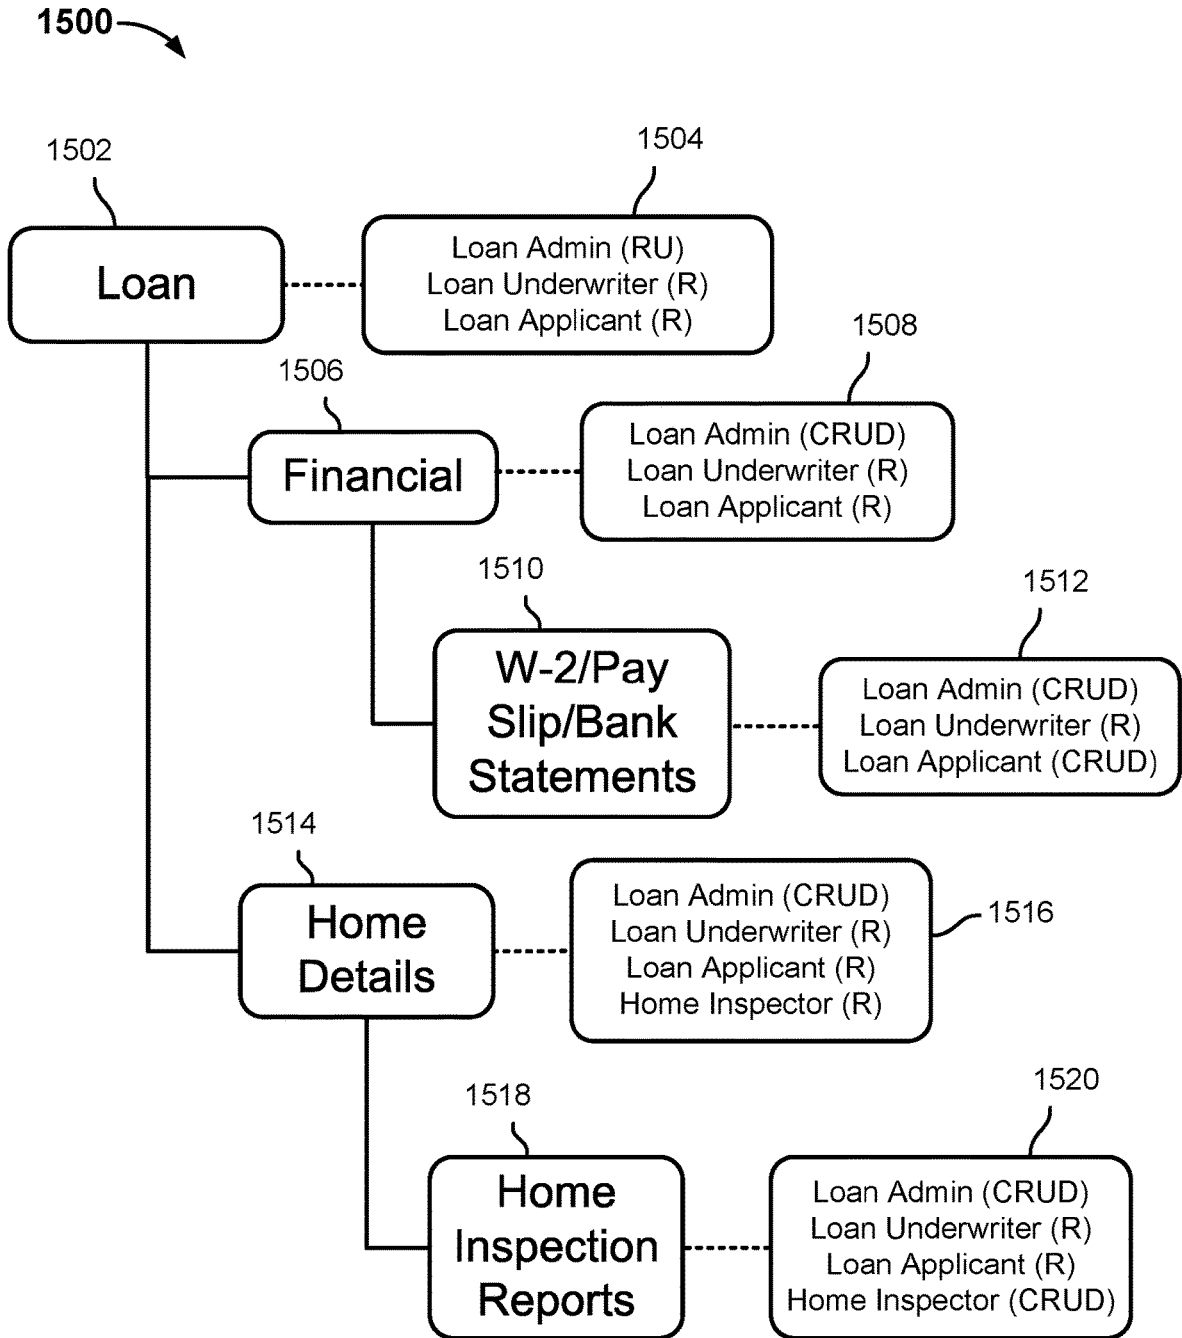 1500
1502
1504
Loan
Loan Admin (RU)
Loan Underwriter (R)
Loan Applicant (R)
1506
1508
Financial
Loan Admin (CRUD)
Loan Underwriter (R)
Loan Applicant (R)
1510
1512
W-2/Pay
Slip/Bank
Statements
Loan Admin (CRUD)
Loan Underwriter (R)
Loan Applicant (CRUD)
1514
Home
Details
Loan Admin (CRUD)
Loan Underwriter (R)
Loan Applicant (R)
Home Inspector (R)
1516
1518
1520
Home
Inspection
Reports
Loan Admin (CRUD)
Loan Underwriter (R)
Loan Applicant (R)
Home Inspector (CRUD)